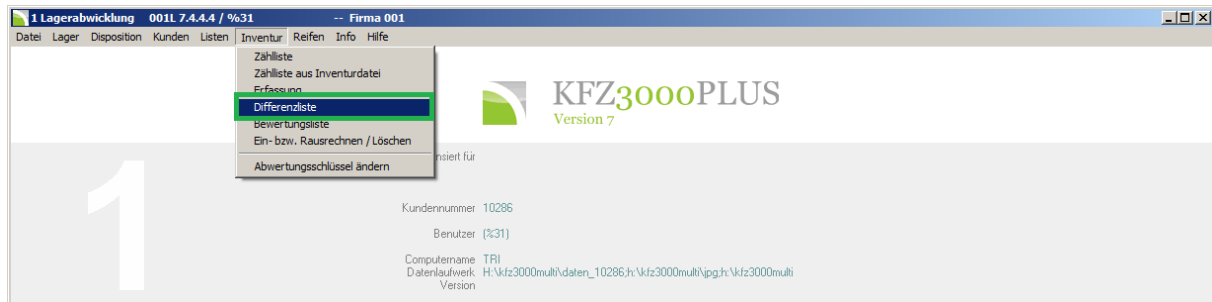 1 Lagerabwicklung 001L 7.4.4.4 / %31 -- Firma 001
Datei Lager Disposition Kunden Listen Inventur Reifen Info Hilfe
Zählliste
Zählliste aus Inventurdatei
Erfassung
Differenzliste
Bewertungsliste
Ein- bzw. Rausrechnen / Löschen
Abwertungsschlüssel ändern
KFZ3000PLUS
Version 7
1
für
Kundennummer 10286
Benutzer (%31)
Computername TRI
Datenlaufwerk H:\kfz3000multi\daten_10286;h:\kfz3000multi\jpg;h:\kfz3000multi
Version